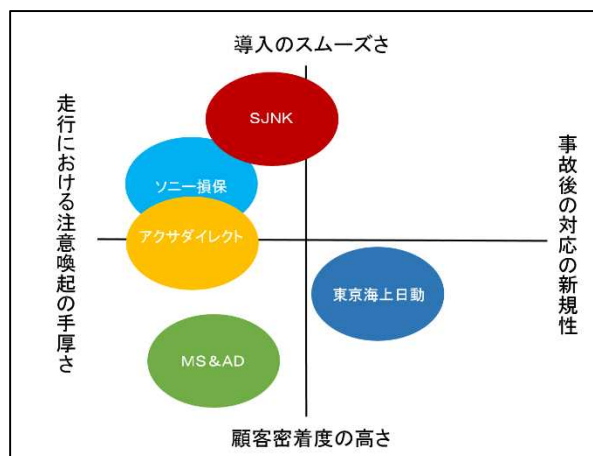 導入のスムーズさ
SJNK
走行における注意喚起の手厚さ
ソニー損保
アクサダイレクト
事故後の対応の新規性
東京海上日動
MS&AD
顧客密着度の高さ